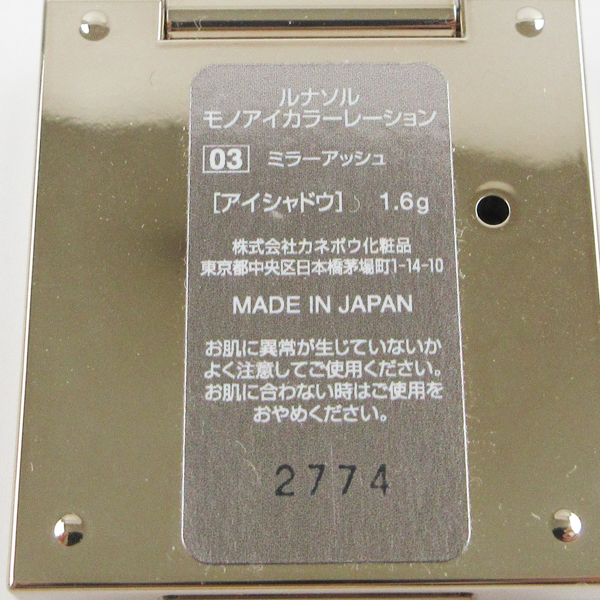 ルナソル
モノアイカラーレーション
03 ミラーアッシュ
[アイシャドウ] 1.6g
株式会社カネボウ化粧品
東京都中央区日本橋茅場町1-14-10
MADE IN JAPAN
お肌に異常が生じていないか
よく注意してご使用ください。
お肌に合わない時はご使用を
おやめください。
2774